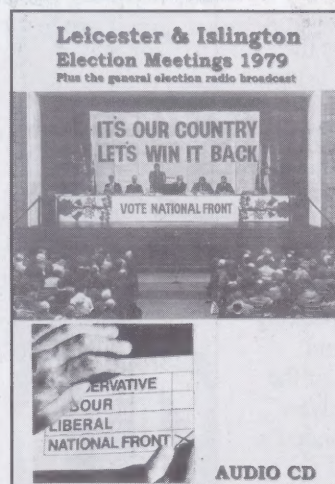 Leicester & Islington
Election Meetings 1979
Plus the general election radio broadcast
IT'S OUR COUNTRY
LET'S WIN IT BACK
VOTE NATIONAL FRONT
ERVATIVE
BOUR
LIBERAL
NATIONAL FRONT X
AUDIO CD